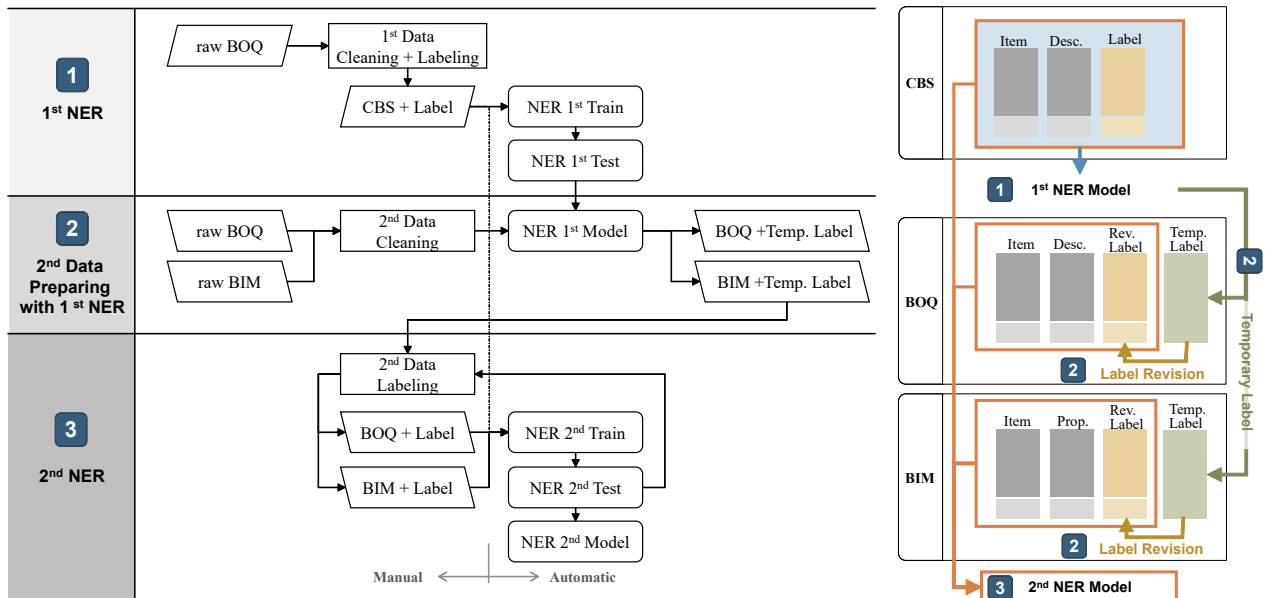 1
1st NER
raw BOQ
1st Data
Cleaning + Labeling
CBS + Label
NER 1st Train
NER 1st Test
2
2nd Data
Preparing
with 1 st NER
raw BOQ
raw BIM
2nd Data
Cleaning
NER 1st Model
BOQ +Temp. Label
BIM +Temp. Label
3
2nd NER
2nd Data
Labeling
BOQ + Label
BIM + Label
NER 2nd Train
NER 2nd Test
NER 2nd Model
Manual
Automatic
CBS
Item
Desc.
Label
1
1st NER Model
BOQ
Item
Desc.
Rev.
Label
Temp.
Label
2
Label Revision
2
Temporary Label
BIM
Item
Prop.
Rev.
Label
Temp.
Label
2
Label Revision
3
2nd NER Model